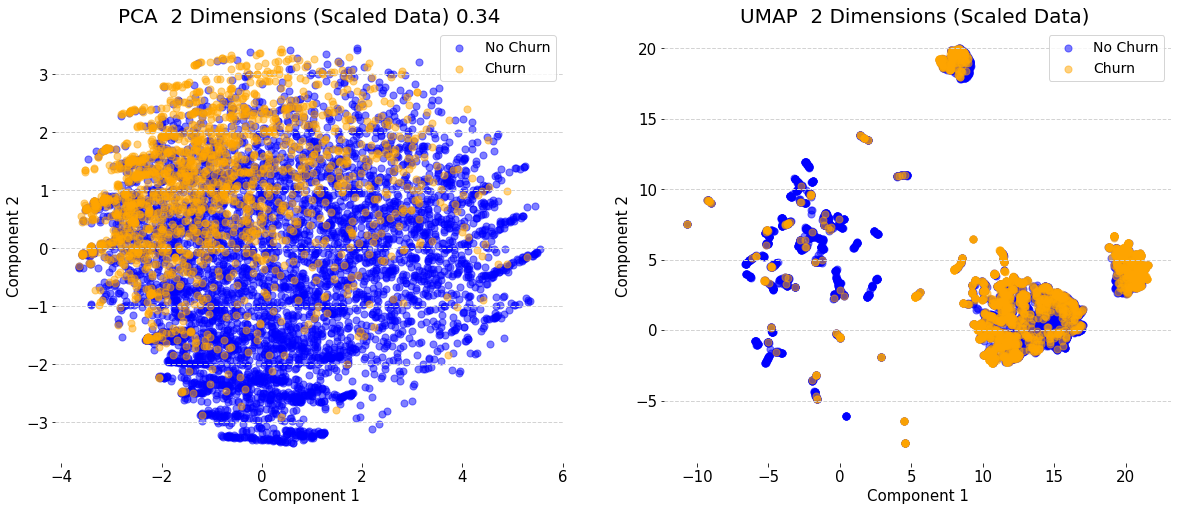 PCA  2 Dimensions (Scaled Data) 0.34
No Churn
Churn
3
2
1
0
−1
−2
−3
Component 2
−4 −2 0 2 4 6
Component 1
UMAP  2 Dimensions (Scaled Data)
No Churn
Churn
20
15
10
5
0
−5
Component 2
−10 −5 0 5 10 15 20
Component 1